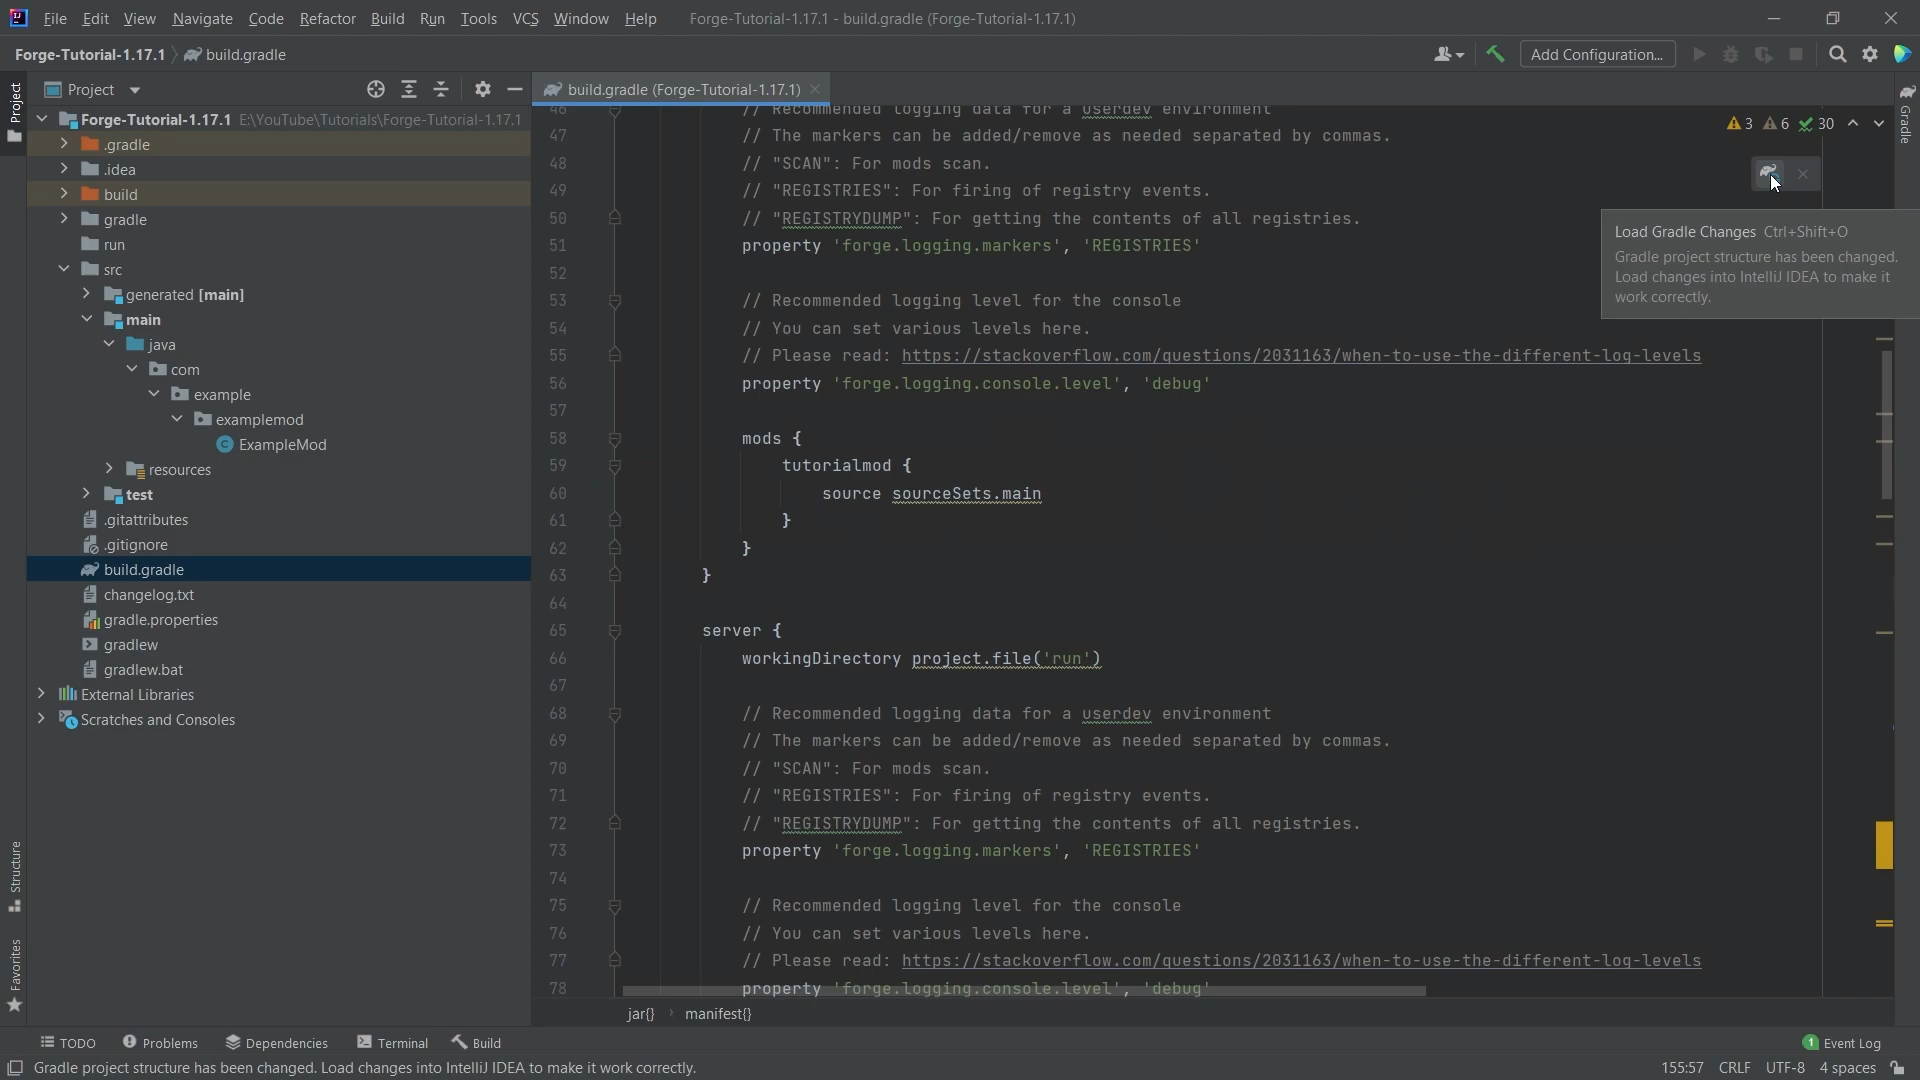 File Edit View Navigate Code Refactor Build Run Tools VCS Window Help Forge-Tutorial-1.17.1 - build.gradle (Forge-Tutorial-1.17.1)
Forge-Tutorial-1.17.1 build.gradle Add Configuration...
Project
Project
build.gradle (Forge-Tutorial-1.17.1)
Gradle
Forge-Tutorial-1.17.1 E:\YouTube\Tutorials\Forge-Tutorial-1.17.1
.gradle
.idea
build
gradle
run
src
generated [main]
main
java
com
example
examplemod
ExampleMod
resources
test
.gitattributes
.gitignore
build.gradle
changelog.txt
gradle.properties
gradlew
gradlew.bat
External Libraries
Scratches and Consoles
Structure
Favorites
3 6 30
46 // Recommended logging data for a userdev environment
47 // The markers can be added/remove as needed separated by commas.
48 // "SCAN": For mods scan.
49 // "REGISTRIES": For firing of registry events.
50 // "REGISTRYDUMP": For getting the contents of all registries.
51 property 'forge.logging.markers', 'REGISTRIES'
52
53 // Recommended logging level for the console
54 // You can set various levels here.
55 // Please read: https://stackoverflow.com/questions/2031163/when-to-use-the-different-log-levels
56 property 'forge.logging.console.level', 'debug'
57
58 mods {
59 tutorialmod {
60 source sourceSets.main
61 }
62 }
63 }
64
65 server {
66 workingDirectory project.file('run')
67
68 // Recommended logging data for a userdev environment
69 // The markers can be added/remove as needed separated by commas.
70 // "SCAN": For mods scan.
71 // "REGISTRIES": For firing of registry events.
72 // "REGISTRYDUMP": For getting the contents of all registries.
73 property 'forge.logging.markers', 'REGISTRIES'
74
75 // Recommended logging level for the console
76 // You can set various levels here.
77 // Please read: https://stackoverflow.com/questions/2031163/when-to-use-the-different-log-levels
78 property 'forge.logging.console.level', 'debug'
Load Gradle Changes Ctrl+Shift+O
Gradle project structure has been changed.
Load changes into IntelliJ IDEA to make it
work correctly.
jar{} manifest{}
TODO Problems Dependencies Terminal Build 1 Event Log
Gradle project structure has been changed. Load changes into IntelliJ IDEA to make it work correctly. 155:57 CRLF UTF-8 4 spaces